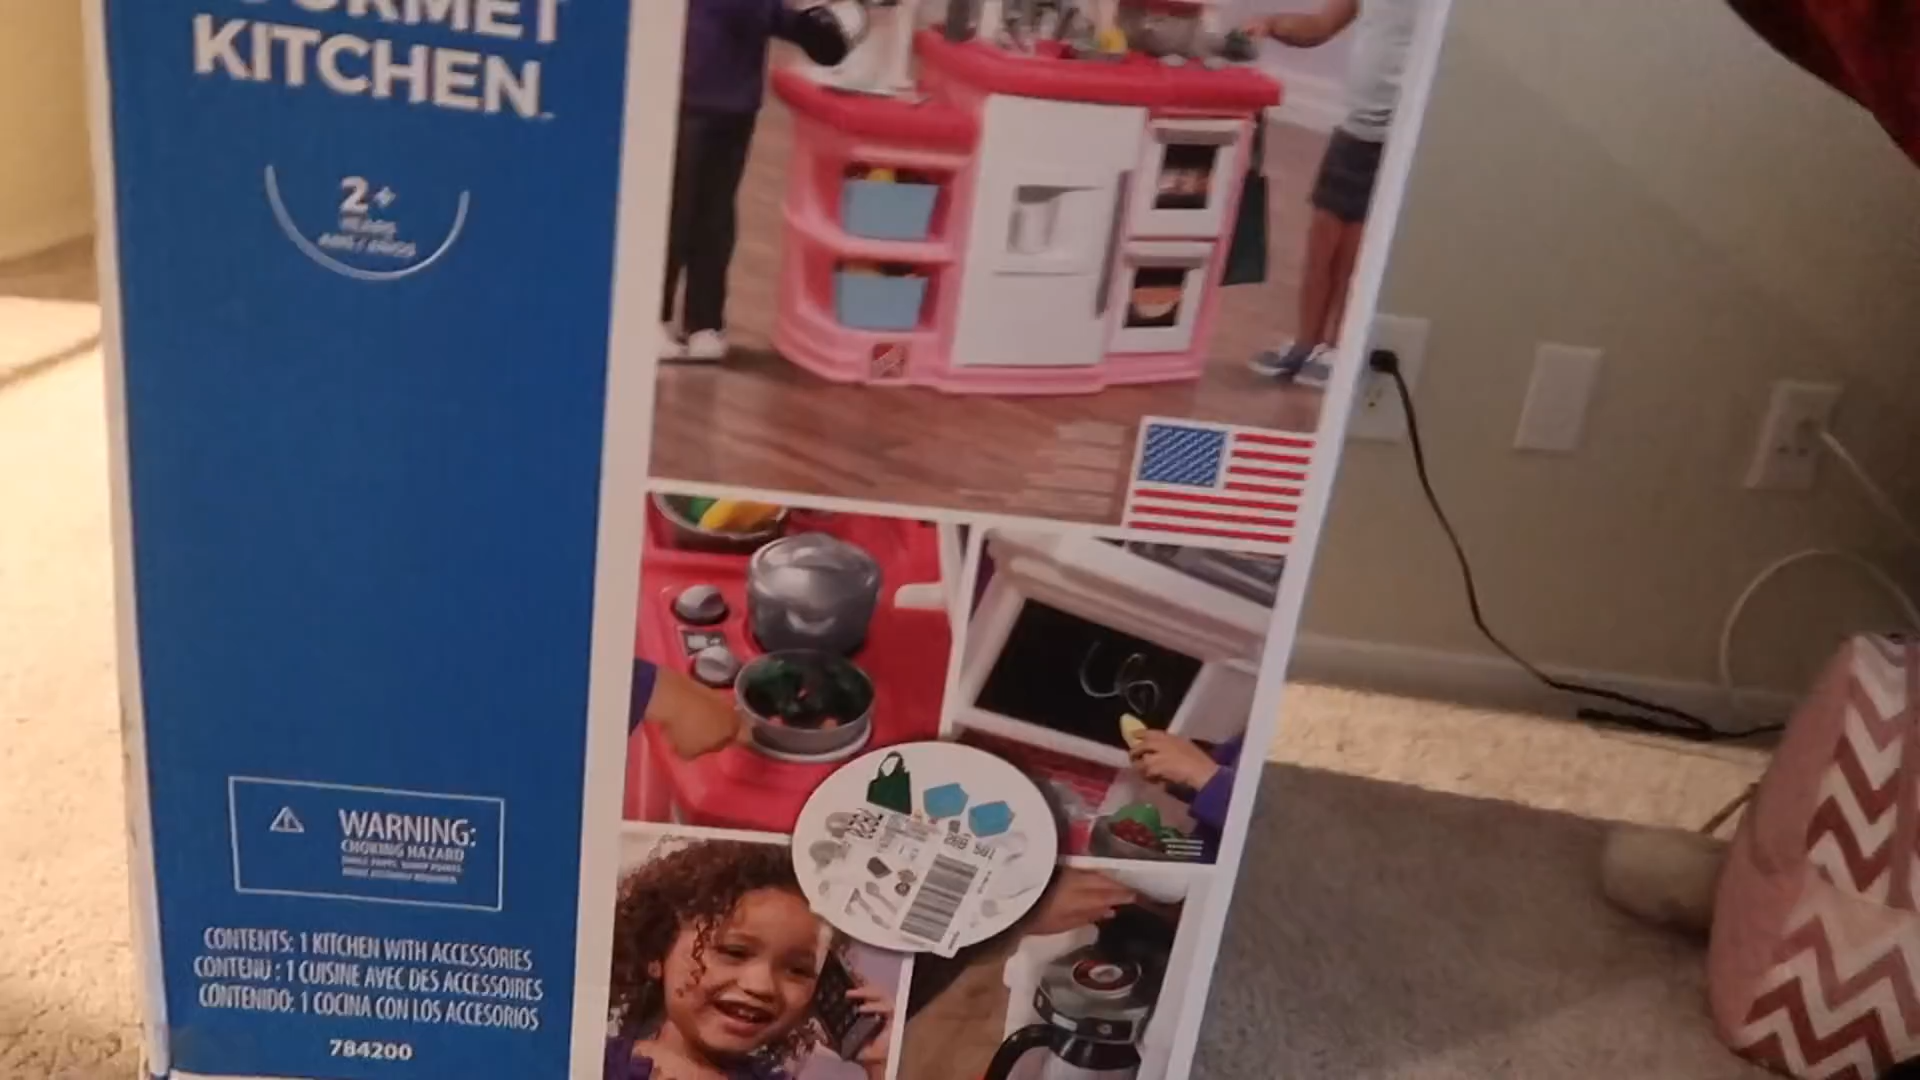 KITCHEN
2+
YEARS
WARNING:
CHOKING HAZARD
CONTENTS: 1 KITCHEN WITH ACCESSORIES
CONTENU : 1 CUISINE AVEC DES ACCESSOIRES
CONTENIDO: 1 COCINA CON LOS ACCESORIOS
784200